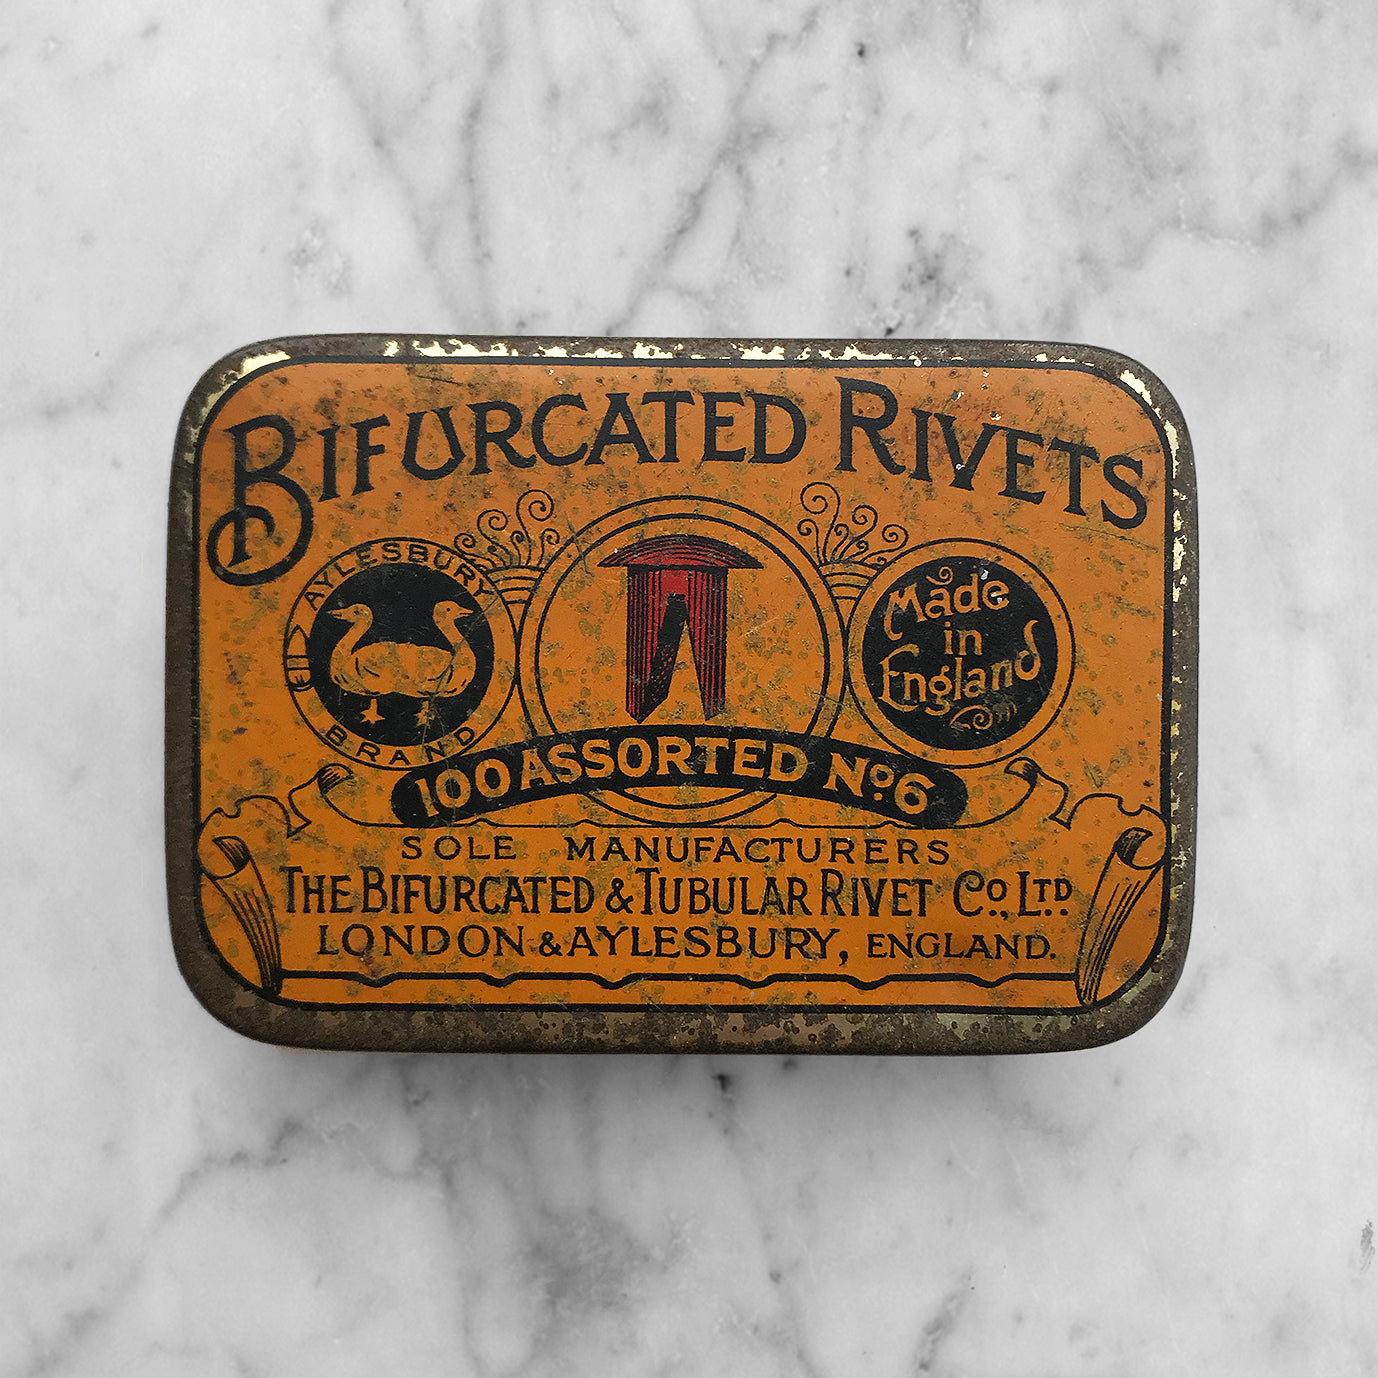 BIFURCATED RIVETS
AYLESBURY
BRAND
Made
in
England
100 ASSORTED No. 6
SOLE MANUFACTURERS
THE BIFURCATED & TUBULAR RIVET Co., LTD.
LONDON & AYLESBURY, ENGLAND.